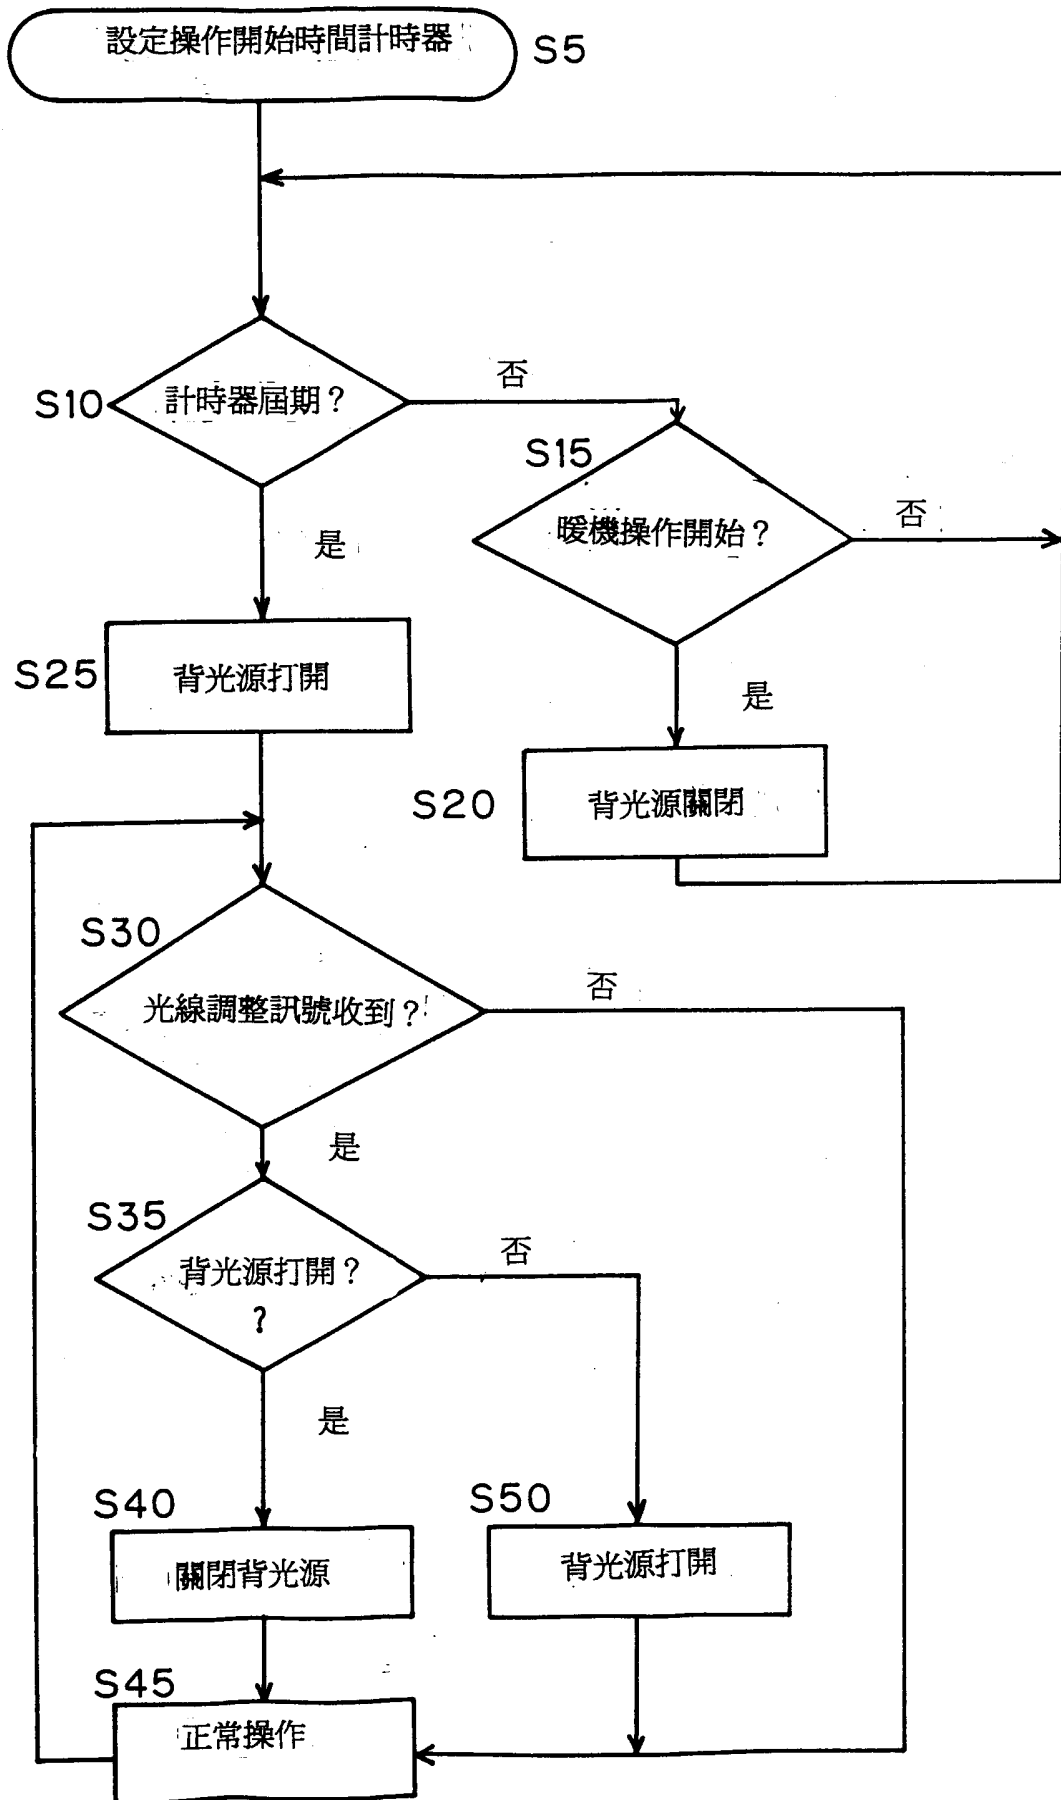 設定操作開始時間計時器
S5
S10
計時器屆期？
否
S15
暖機操作開始？
否
是
S25
背光源打開
是
S20
背光源關閉
S30
光線調整訊號收到？
否
是
S35
背光源打開？
？
否
是
S40
關閉背光源
S50
背光源打開
S45
正常操作